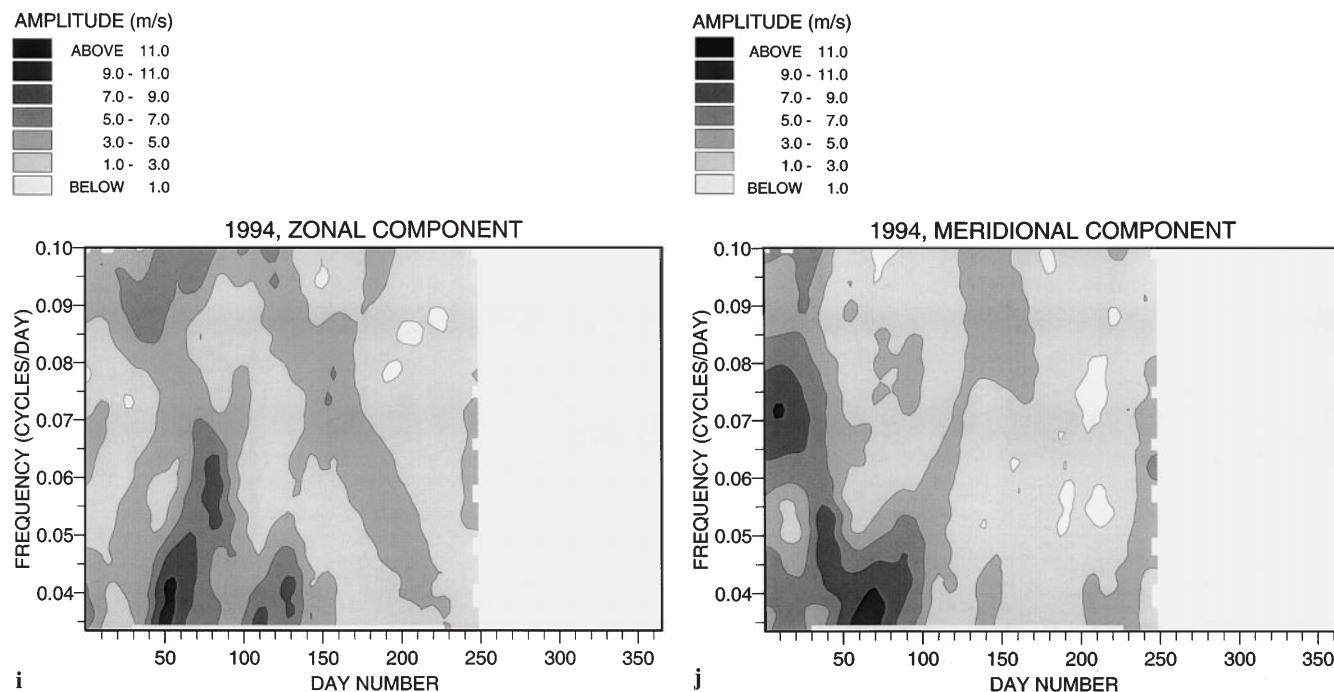 AMPLITUDE (m/s)
ABOVE 11.0
9.0 - 11.0
7.0 - 9.0
5.0 - 7.0
3.0 - 5.0
1.0 - 3.0
BELOW 1.0
1994, ZONAL COMPONENT
FREQUENCY (CYCLES/DAY)
0.10
0.09
0.08
0.07
0.06
0.05
0.04
50 100 150 200 250 300 350
DAY NUMBER
i
AMPLITUDE (m/s)
ABOVE 11.0
9.0 - 11.0
7.0 - 9.0
5.0 - 7.0
3.0 - 5.0
1.0 - 3.0
BELOW 1.0
1994, MERIDIONAL COMPONENT
FREQUENCY (CYCLES/DAY)
0.10
0.09
0.08
0.07
0.06
0.05
0.04
50 100 150 200 250 300 350
DAY NUMBER
j